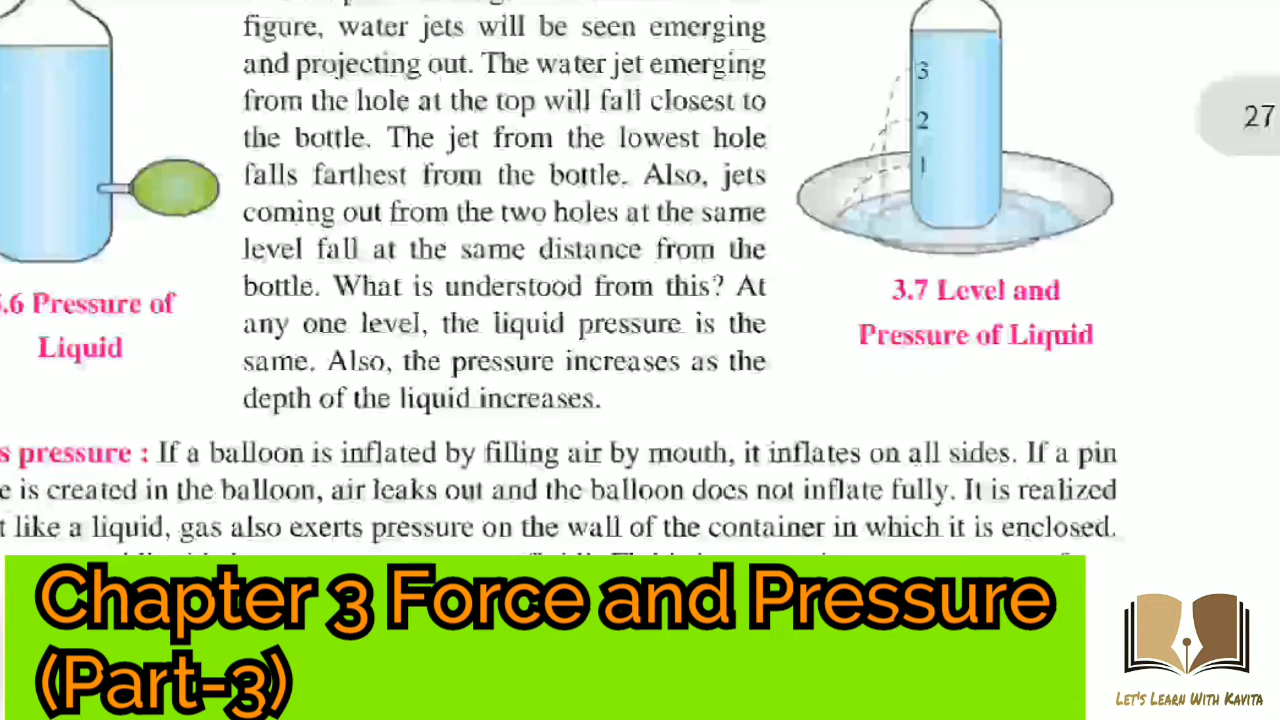 figure, water jets will be seen emerging
and projecting out. The water jet emerging
from the hole at the top will fall closest to
the bottle. The jet from the lowest hole
falls farthest from the bottle. Also, jets
coming out from the two holes at the same
level fall at the same distance from the
bottle. What is understood from this? At
any one level, the liquid pressure is the
same. Also, the pressure increases as the
depth of the liquid increases.
.6 Pressure of
Liquid
3
2
1
3.7 Level and
Pressure of Liquid
27
s pressure : If a balloon is inflated by filling air by mouth, it inflates on all sides. If a pin
e is created in the balloon, air leaks out and the balloon does not inflate fully. It is realized
t like a liquid, gas also exerts pressure on the wall of the container in which it is enclosed.
Chapter 3 Force and Pressure
(Part-3)
LET'S LEARN WITH KAVITA